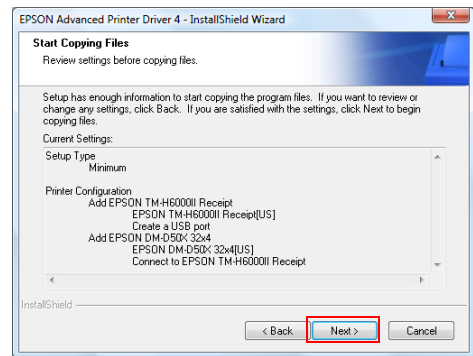 EPSON Advanced Printer Driver 4 - InstallShield Wizard
Start Copying Files
Review settings before copying files.
Setup has enough information to start copying the program files.  If you want to review or
change any settings, click Back.  If you are satisfied with the settings, click Next to begin
copying files.
Current Settings:
Setup Type
Minimum
Printer Configuration
Add EPSON TM-H6000II Receipt
EPSON TM-H6000II Receipt[US]
Create a USB port
Add EPSON DM-D50X 32x4
EPSON DM-D50X 32x4[US]
Connect to EPSON TM-H6000II Receipt
InstallShield
< Back
Next >
Cancel